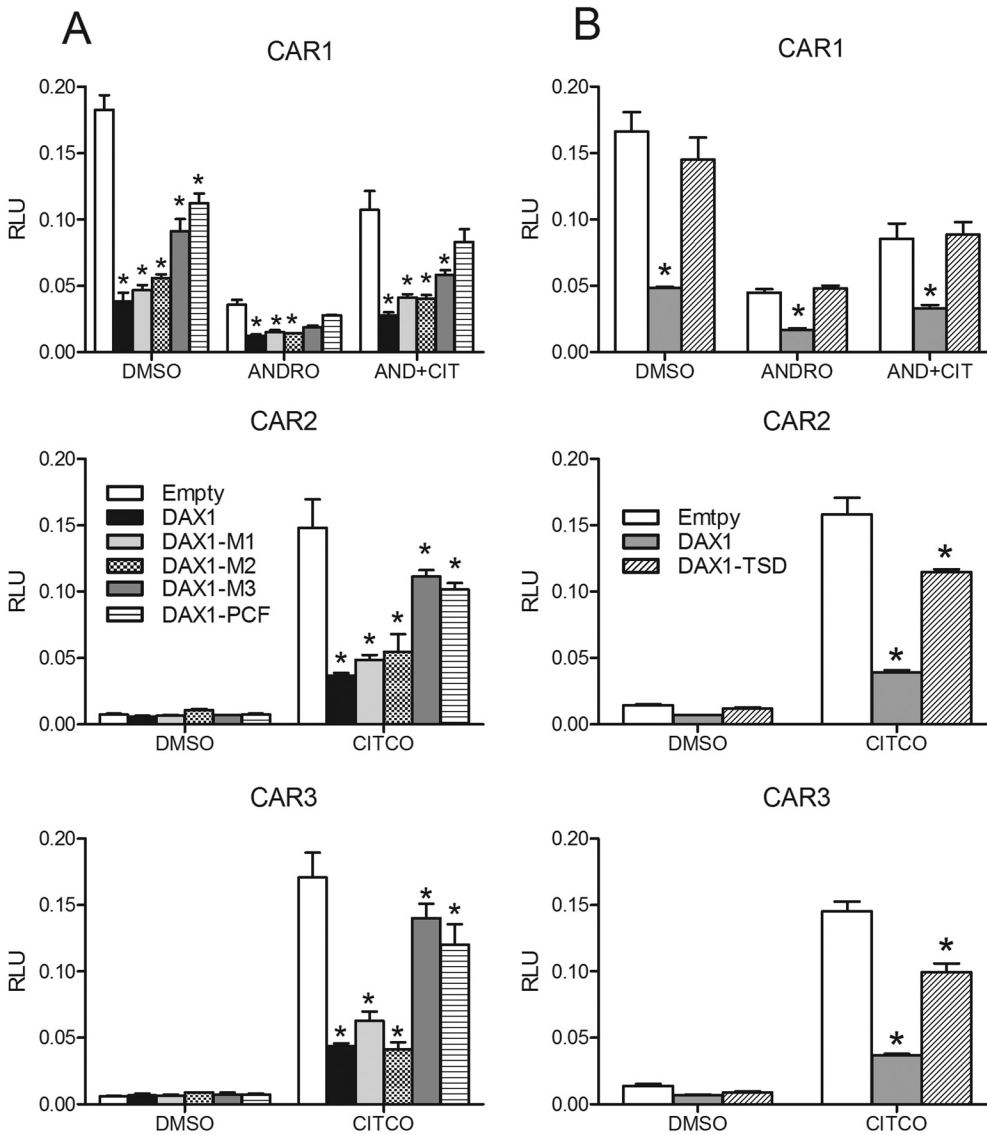 A
CAR1
0.20
0.15
0.10
0.05
0.00
RLU
* * * * *
* * *
* * * *
DMSO ANDRO AND+CIT
B
CAR1
0.20
0.15
0.10
0.05
0.00
RLU
*
*
*
DMSO ANDRO AND+CIT
CAR2
0.20
0.15
0.10
0.05
0.00
RLU
Empty
DAX1
DAX1-M1
DAX1-M2
DAX1-M3
DAX1-PCF
* * * * *
DMSO CITCO
CAR2
0.20
0.15
0.10
0.05
0.00
RLU
Emtpy
DAX1
DAX1-TSD
* *
DMSO CITCO
CAR3
0.20
0.15
0.10
0.05
0.00
RLU
* * * * *
DMSO CITCO
CAR3
0.20
0.15
0.10
0.05
0.00
RLU
* *
DMSO CITCO